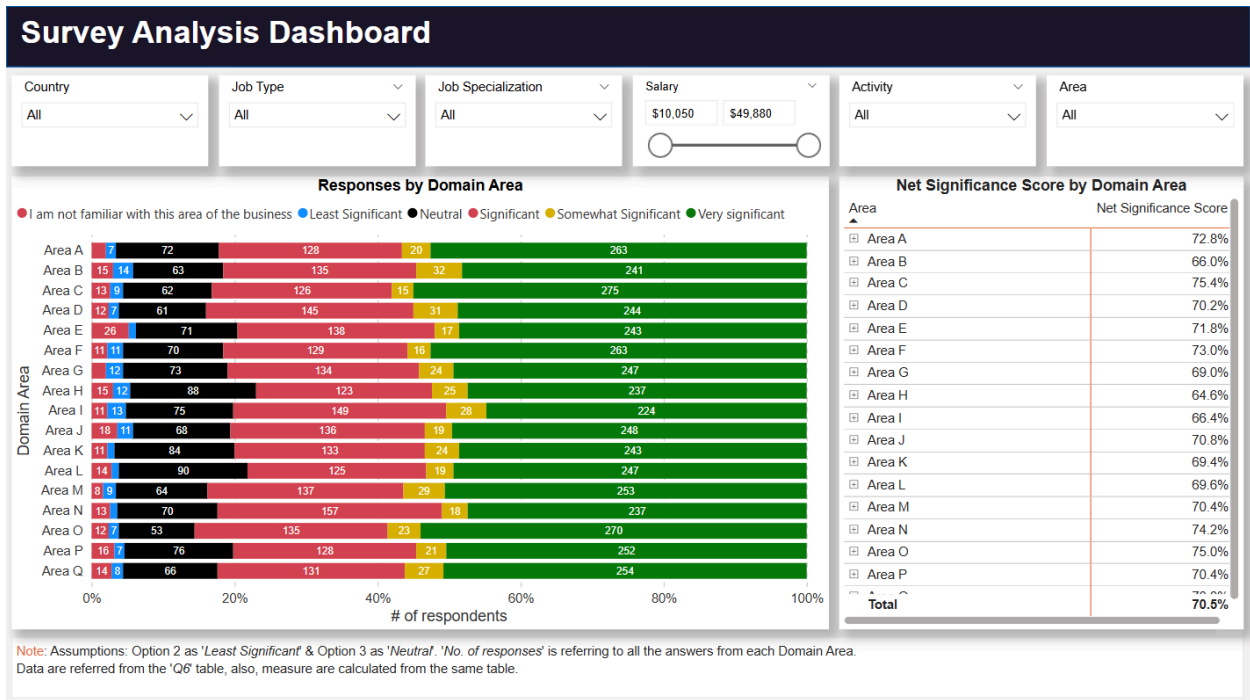 Survey Analysis Dashboard
Country Job Type Job Specialization Salary Activity Area
All All All $10,050 $49,880 All All
Responses by Domain Area
I am not familiar with this area of the business Least Significant Neutral Significant Somewhat Significant Very significant
Domain Area
Area A 7 72 128 20 263
Area B 15 14 63 135 32 241
Area C 13 9 62 126 15 275
Area D 12 7 61 145 31 244
Area E 26 71 138 17 243
Area F 11 11 70 129 16 263
Area G 12 73 134 24 247
Area H 15 12 88 123 25 237
Area I 11 13 75 149 28 224
Area J 18 11 68 136 19 248
Area K 11 84 133 24 243
Area L 14 90 125 19 247
Area M 8 9 64 137 29 253
Area N 13 70 157 18 237
Area O 12 7 53 135 23 270
Area P 16 7 76 128 21 252
Area Q 14 8 66 131 27 254
0% 20% 40% 60% 80% 100%
# of respondents
Net Significance Score by Domain Area
Area Net Significance Score
Area A 72.8%
Area B 66.0%
Area C 75.4%
Area D 70.2%
Area E 71.8%
Area F 73.0%
Area G 69.0%
Area H 64.6%
Area I 66.4%
Area J 70.8%
Area K 69.4%
Area L 69.6%
Area M 70.4%
Area N 74.2%
Area O 75.0%
Area P 70.4%
Total 70.5%
Note: Assumptions: Option 2 as 'Least Significant' & Option 3 as 'Neutral'. 'No. of responses' is referring to all the answers from each Domain Area.
Data are referred from the 'Q6' table, also, measure are calculated from the same table.